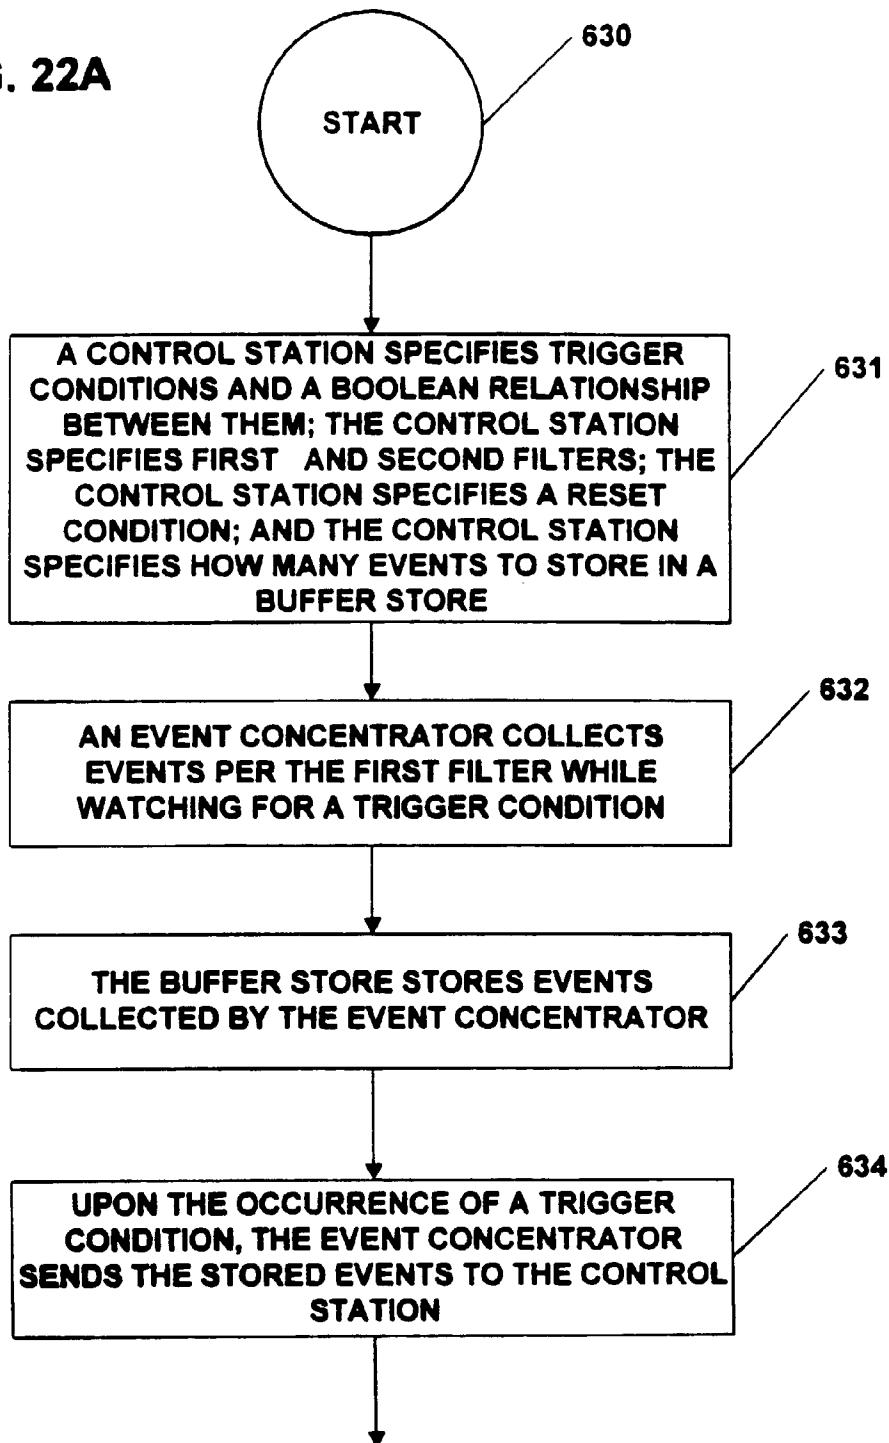 630
. 22A
START
A CONTROL STATION SPECIFIES TRIGGER
CONDITIONS AND A BOOLEAN RELATIONSHIP
BETWEEN THEM; THE CONTROL STATION
SPECIFIES FIRST AND SECOND FILTERS; THE
CONTROL STATION SPECIFIES A RESET
CONDITION; AND THE CONTROL STATION
SPECIFIES HOW MANY EVENTS TO STORE IN A
BUFFER STORE
631
AN EVENT CONCENTRATOR COLLECTS
EVENTS PER THE FIRST FILTER WHILE
WATCHING FOR A TRIGGER CONDITION
632
THE BUFFER STORE STORES EVENTS
COLLECTED BY THE EVENT CONCENTRATOR
633
UPON THE OCCURRENCE OF A TRIGGER
CONDITION, THE EVENT CONCENTRATOR
SENDS THE STORED EVENTS TO THE CONTROL
STATION
634